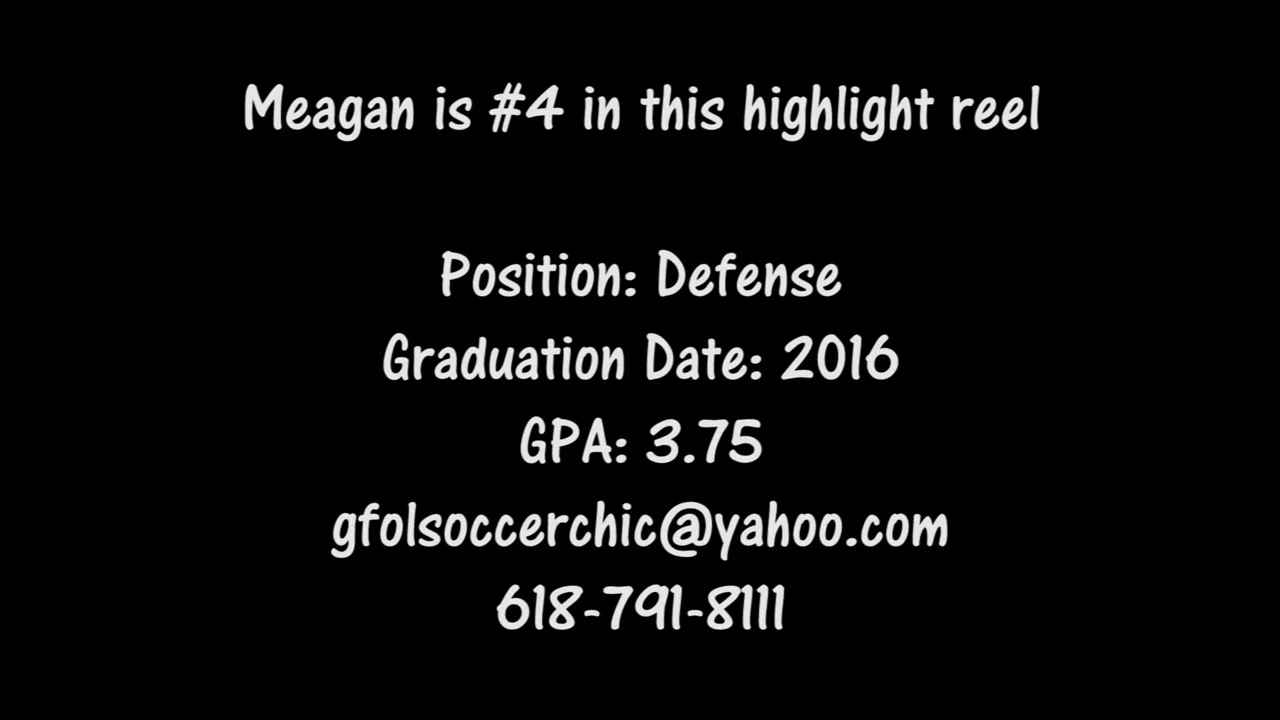 Meagan is #4 in this highlight reel
Position: Defense
Graduation Date: 2016
GPA: 3.75
gfolsoccerchic@yahoo.com
618-791-8111